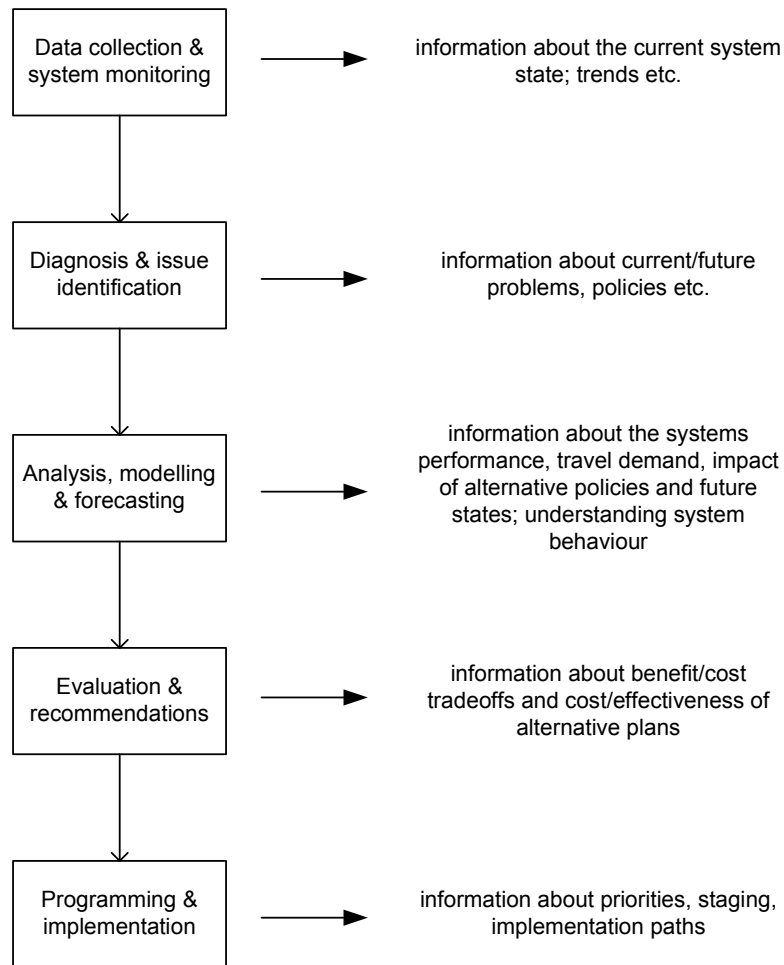 Data collection &
system monitoring
information about the current system
state; trends etc.
Diagnosis & issue
identification
information about current/future
problems, policies etc.
Analysis, modelling
& forecasting
information about the systems
performance, travel demand, impact
of alternative policies and future
states; understanding system
behaviour
Evaluation &
recommendations
information about benefit/cost
tradeoffs and cost/effectiveness of
alternative plans
Programming &
implementation
information about priorities, staging,
implementation paths